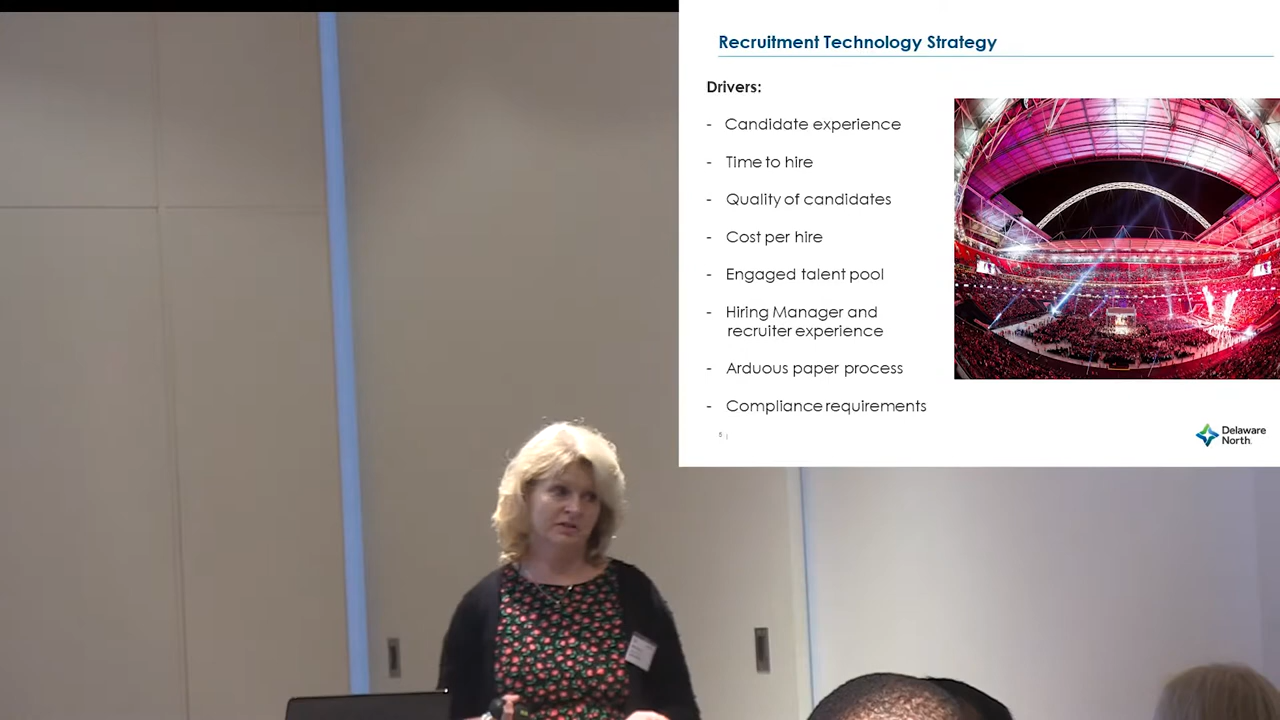 Recruitment Technology Strategy
Drivers:
- Candidate experience
- Time to hire
- Quality of candidates
- Cost per hire
- Engaged talent pool
- Hiring Manager and
recruiter experience
- Arduous paper process
- Compliance requirements
5 |
Delaware
North.